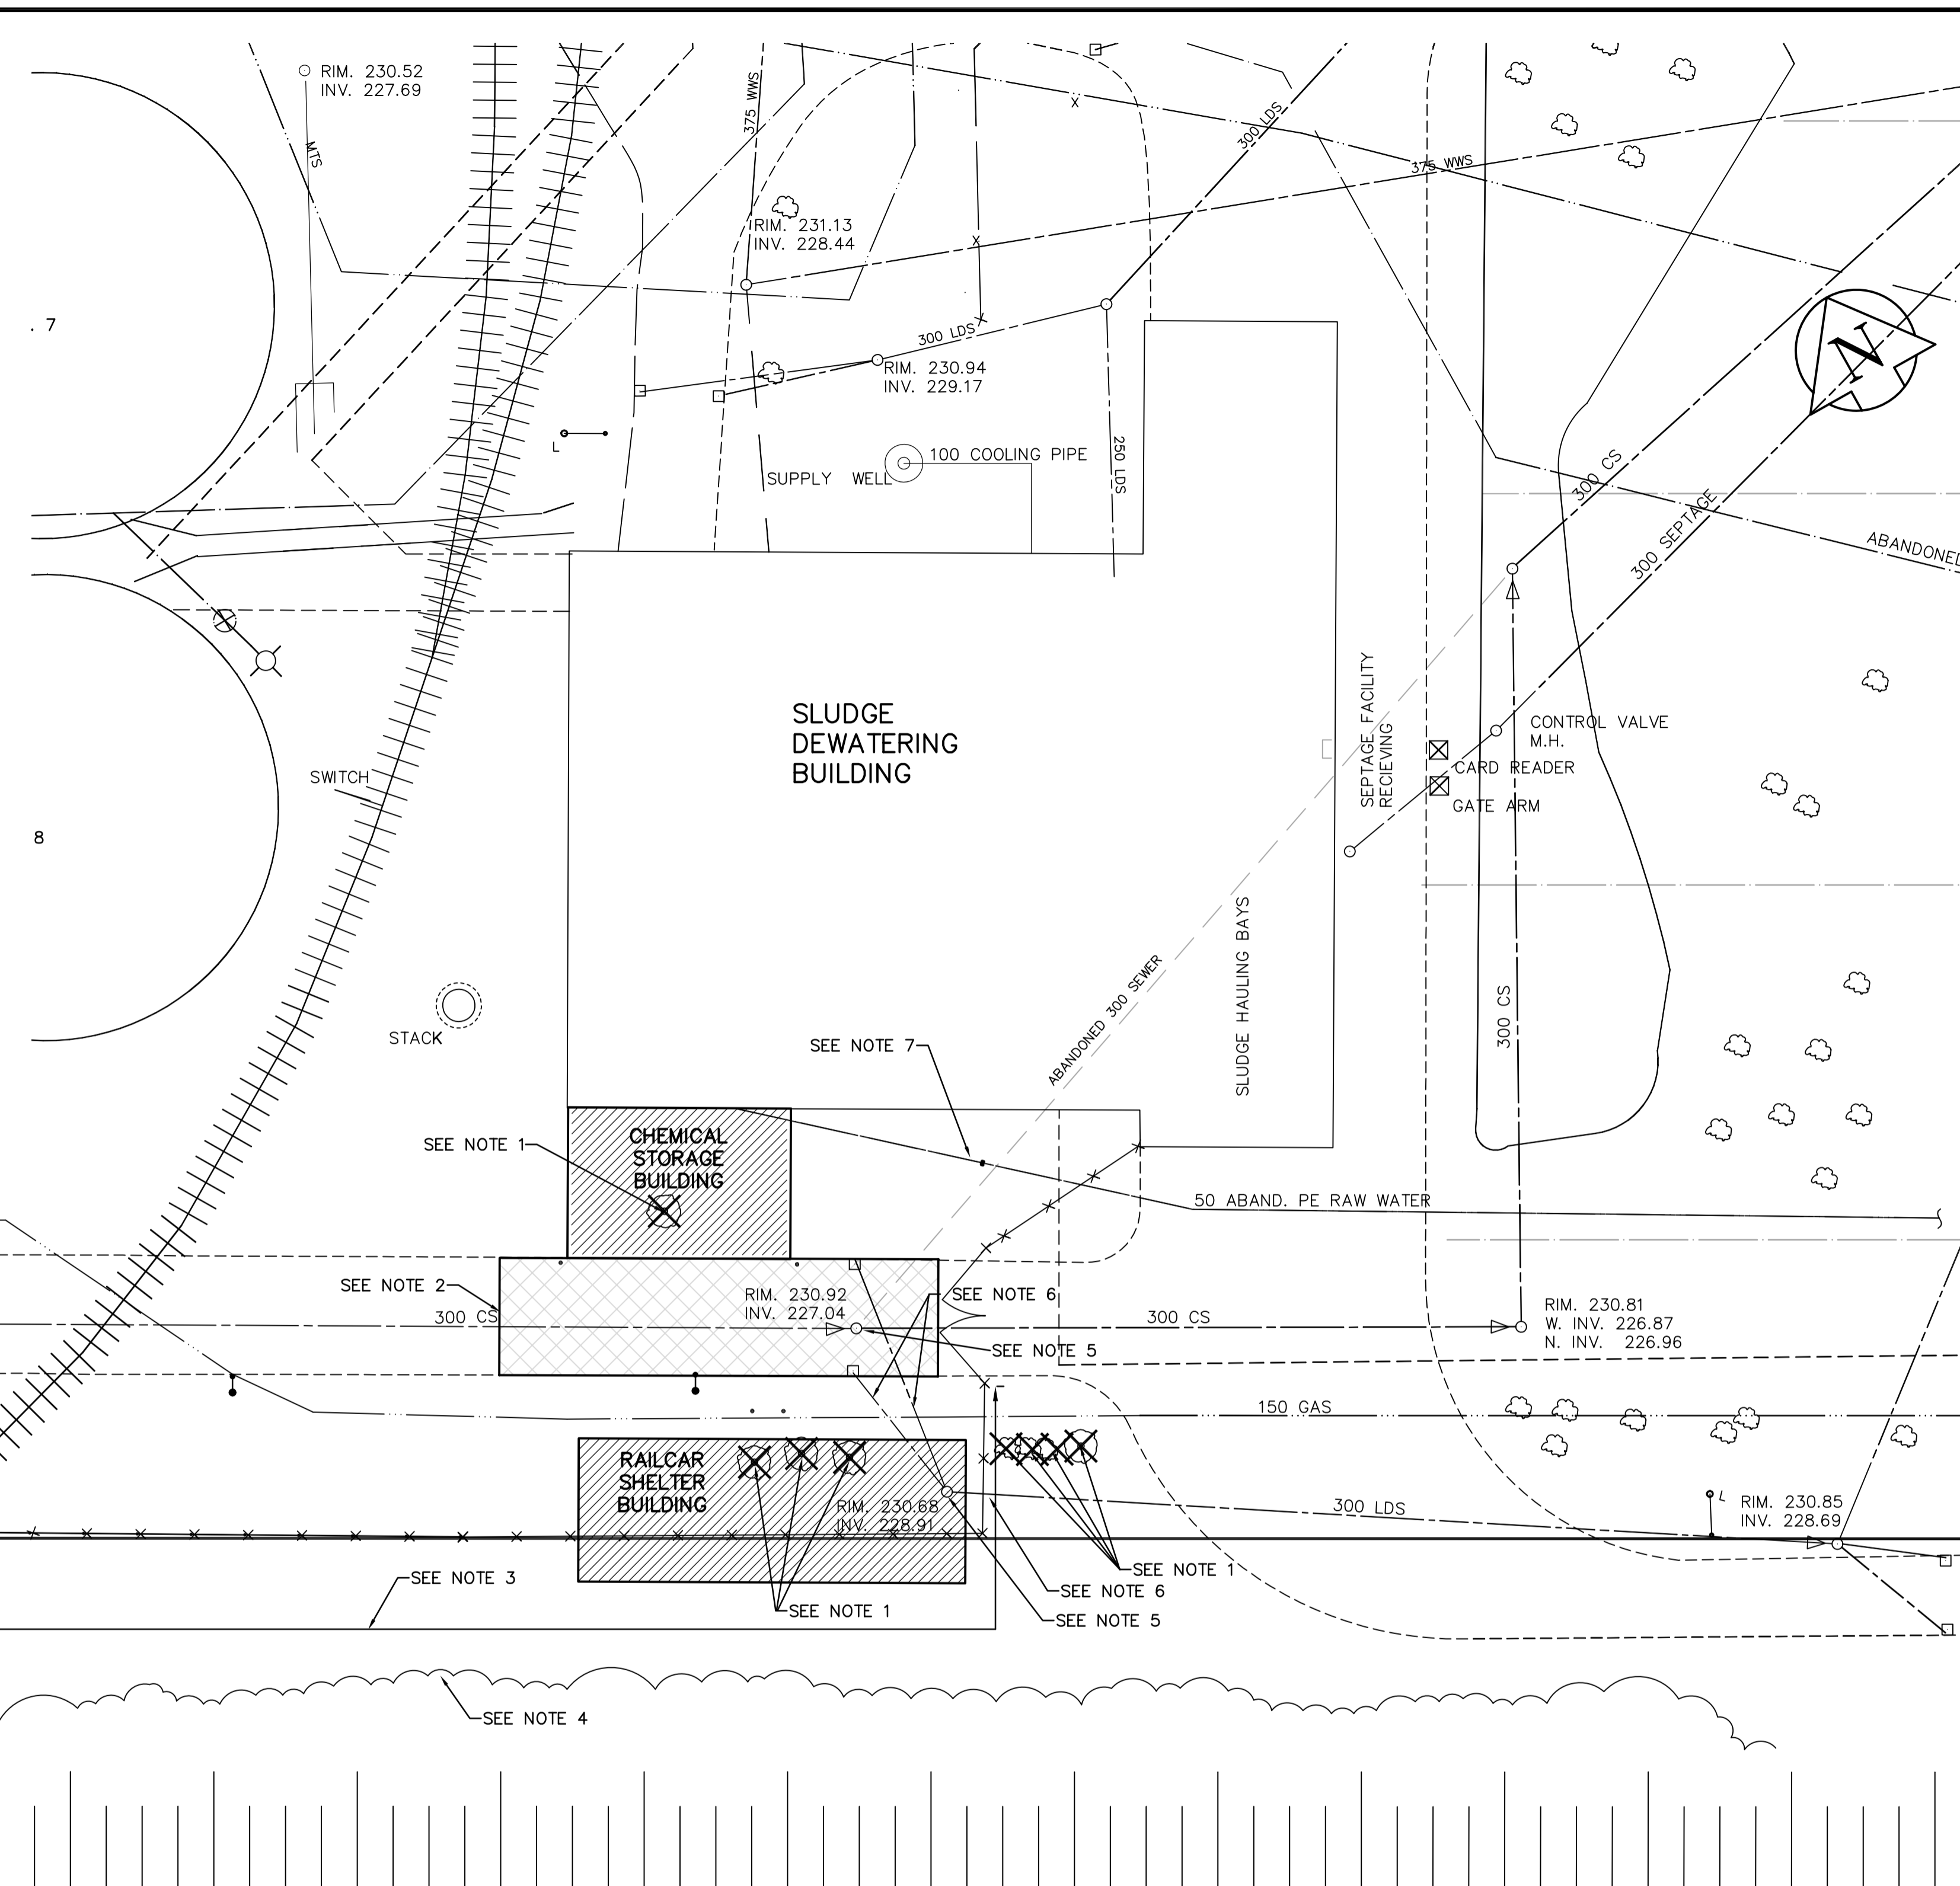 RIM. 230.52
INV. 227.69
MTS
375 WWS
300 LDS
375 WWS
RIM. 231.13
INV. 228.44
. 7
300 LDS
RIM. 230.94
INV. 229.17
N
L
100 COOLING PIPE
SUPPLY WELL
250 LDS
300 CS
300 SEPTAGE
ABANDONED
SLUDGE
DEWATERING
BUILDING
SEPTAGE FACILITY
RECIEVING
CONTROL VALVE
M.H.
CARD READER
GATE ARM
SWITCH
8
STACK
ABANDONED 300 SEWER
SLUDGE HAULING BAYS
300 CS
SEE NOTE 7
SEE NOTE 1
CHEMICAL
STORAGE
BUILDING
50 ABAND. PE RAW WATER
SEE NOTE 2
300 CS
RIM. 230.92
INV. 227.04
SEE NOTE 6
300 CS
SEE NOTE 5
RIM. 230.81
W. INV. 226.87
N. INV. 226.96
150 GAS
RAILCAR
SHELTER
BUILDING
RIM. 230.68
INV. 228.91
300 LDS
L
RIM. 230.85
INV. 228.69
SEE NOTE 3
SEE NOTE 1
SEE NOTE 1
SEE NOTE 6
SEE NOTE 5
SEE NOTE 4